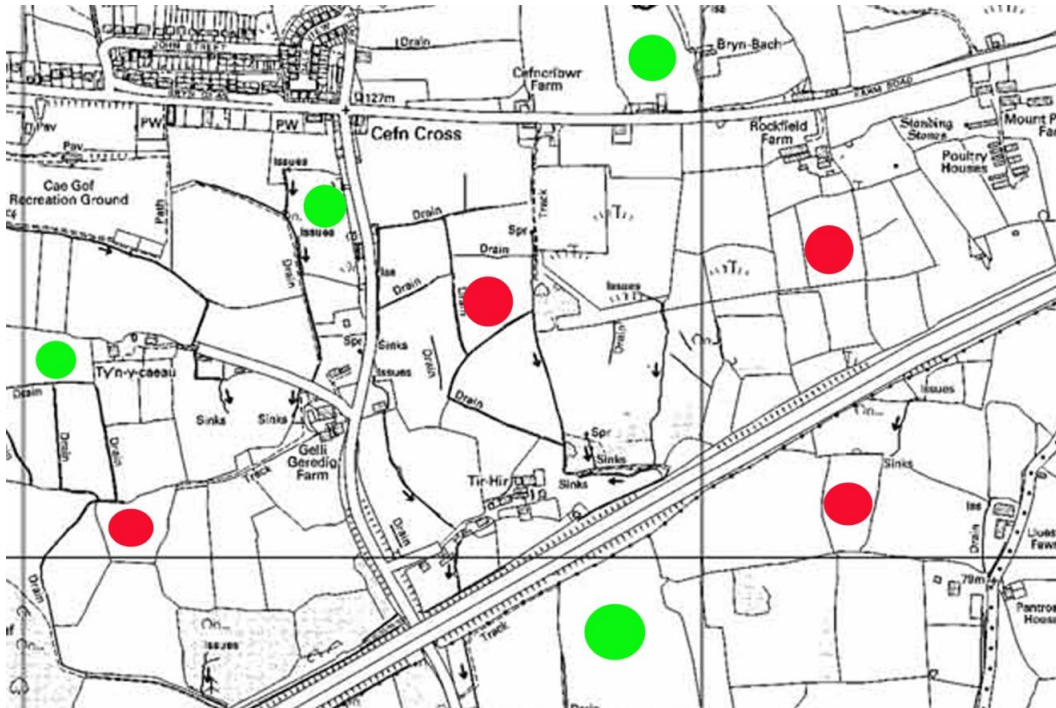 JOHN STREET
Drain
Bryn-Bach
Cefncribwr
Farm
127m
FARM ROAD
Rockfield
Farm
Standing
Stones
Mount
Poultry
Houses
Pav
PW
PW
Cefn Cross
Pav
Issues
Cae Gof
Recreation Ground
Path
Issues
Drain
Spr
Track
Drain
Drain
Iss
Drain
Drain
Issues
Drain
Spr
Sinks
Drain
Ty'n-y-caeau
Issues
Issues
Drain
Drain
Drain
Sinks
Sinks
Drain
Spr
Sinks
Sinks
Gelli
Geredig
Farm
Track
Tir-Hir
Sinks
Iss
Drain
Drain
Drain
79m
House
Track
Issues
Drain